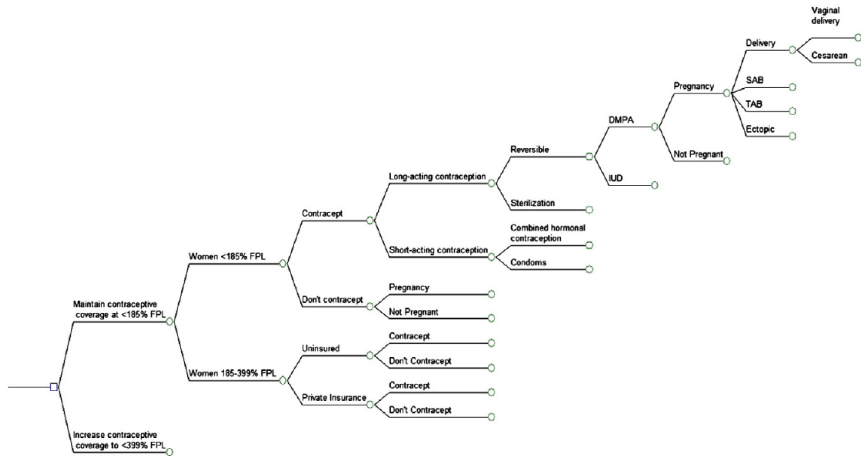 Vaginal
delivery
Delivery
Cesarean
SAB
Pregnancy
TAB
DMPA
Ectopic
Reversible
Not Pregnant
Long-acting contraception
IUD
Sterilization
Contracept
Combined hormonal
contraception
Short-acting contraception
Women <185% FPL
Condoms
Pregnancy
Don't contract
Maintain contraceptive
coverage at <185% FPL
Not Pregnant
Contracept
Uninsured
Don't Contracept
Women 185-399% FPL
Contracept
Private Insurance
Don't Contracept
Increase contraceptive
coverage to <399% FPL